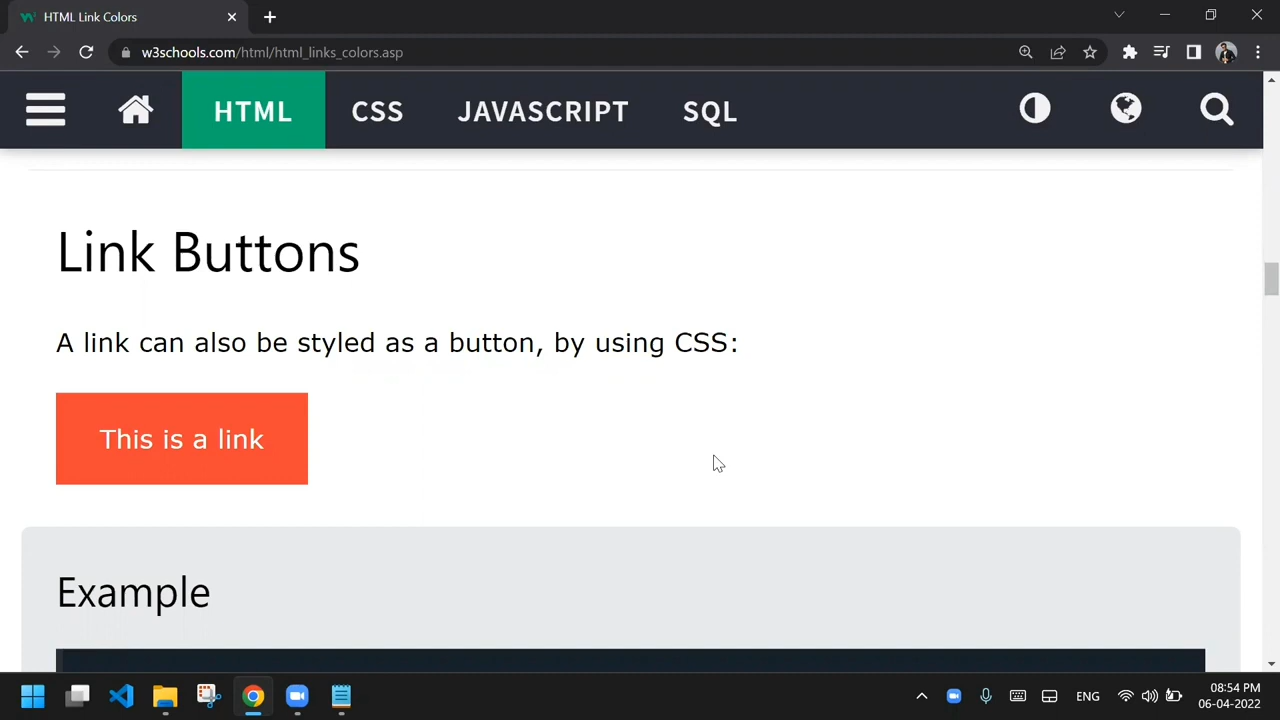 HTML Link Colors
w3schools.com/html/html_links_colors.asp
HTML CSS JAVASCRIPT SQL
Link Buttons
A link can also be styled as a button, by using CSS:
This is a link
Example
ENG
08:54 PM
06-04-2022